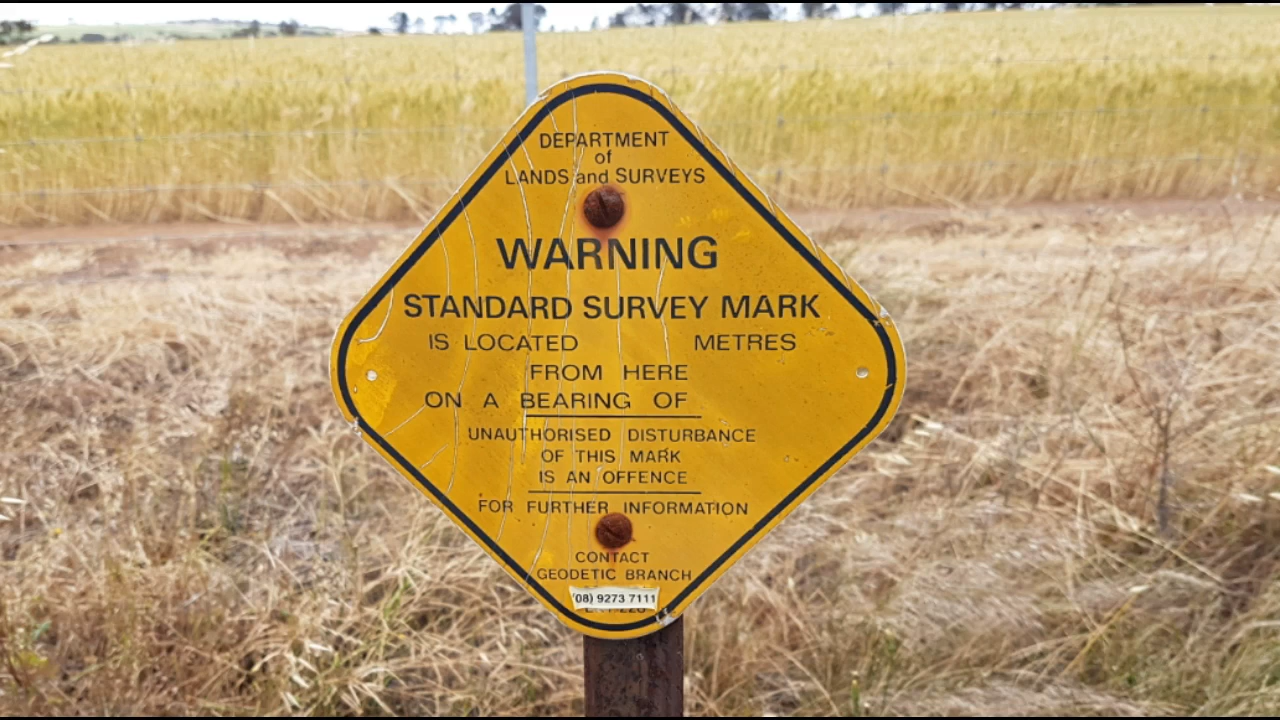 DEPARTMENT
of
LANDS and SURVEYS
WARNING
STANDARD SURVEY MARK
IS LOCATED METRES
FROM HERE
ON A BEARING OF
UNAUTHORISED DISTURBANCE
OF THIS MARK
IS AN OFFENCE
FOR FURTHER INFORMATION
CONTACT
GEODETIC BRANCH
(08) 9273 7111